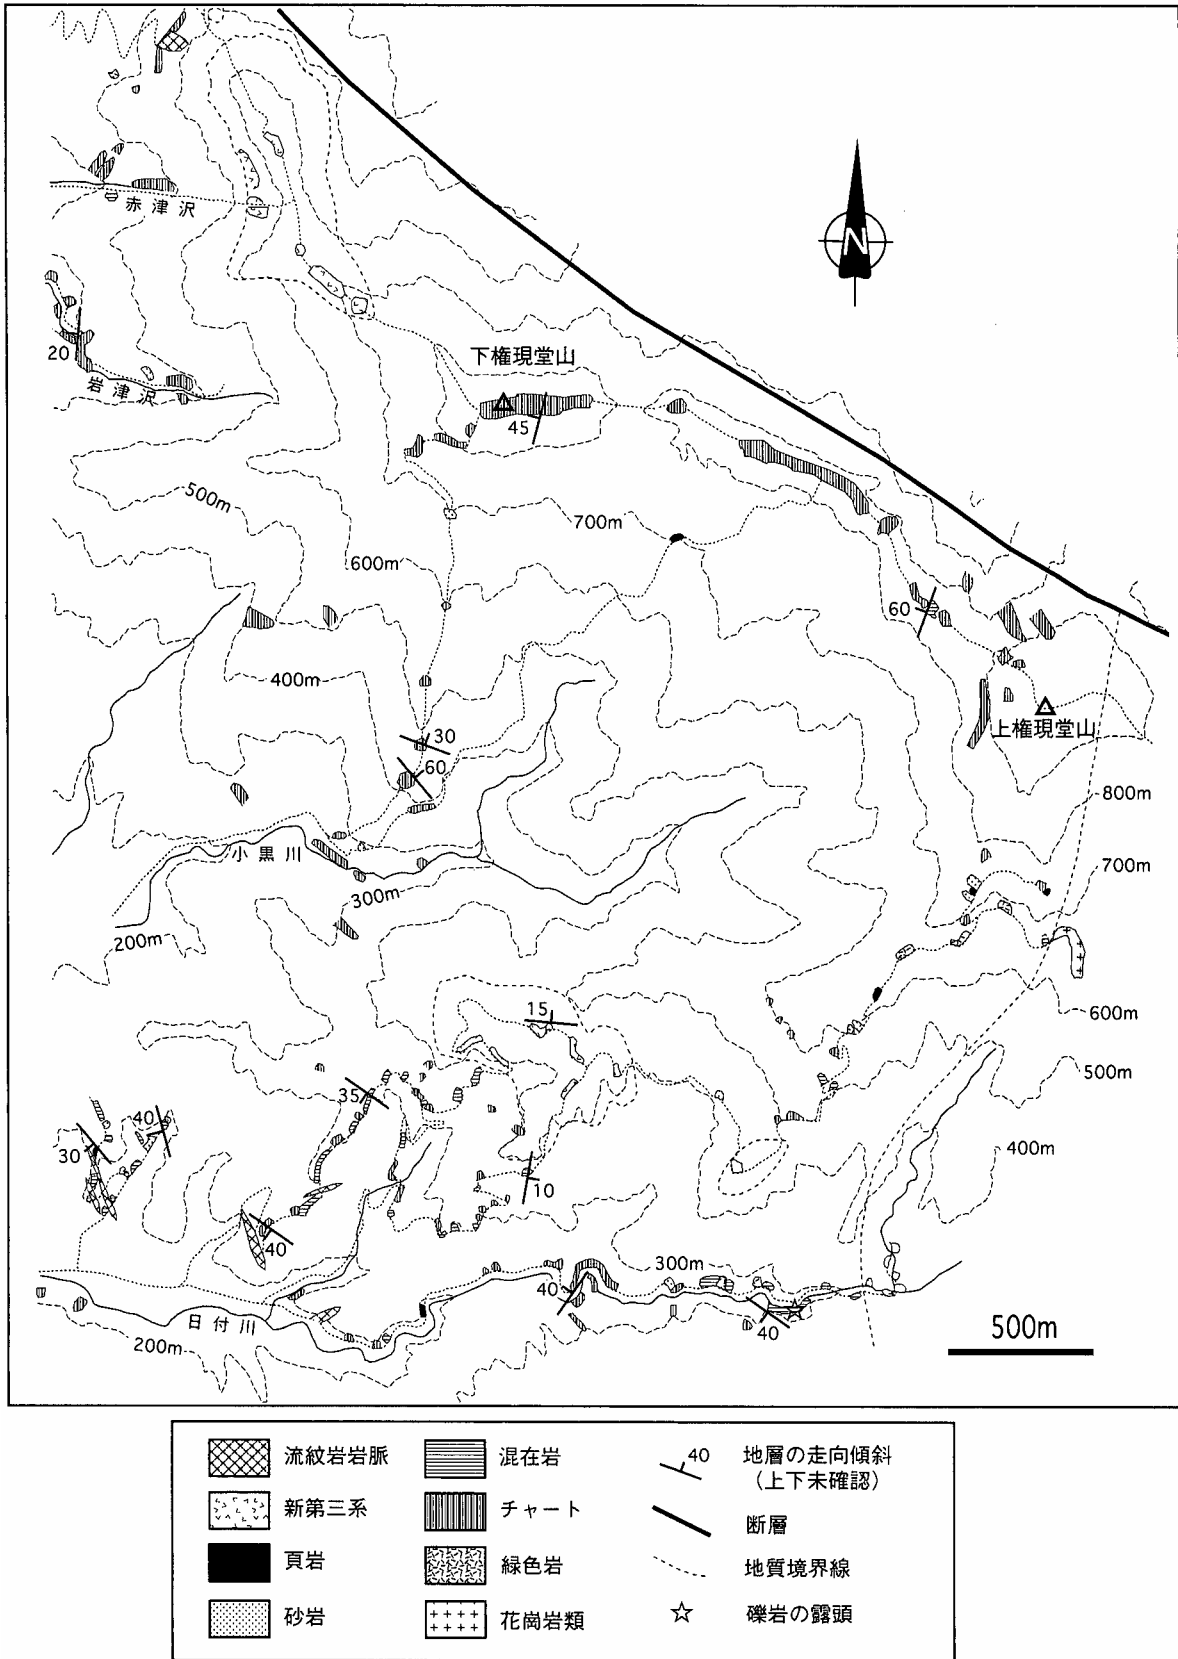 赤津沢
N
20
岩津沢
下権現堂山
45
500m
700m
600m
60
400m
30
60
上権現堂山
800m
小黒川
700m
300m
200m
15
600m
500m
35
40
30
400m
10
40
300m
40
40
日付川
200m
500m
流紋岩岩脈
混在岩
40
地層の走向傾斜
(上下未確認)
新第三系
チャート
断層
頁岩
緑色岩
地質境界線
砂岩
花崗岩類
礫岩の露頭